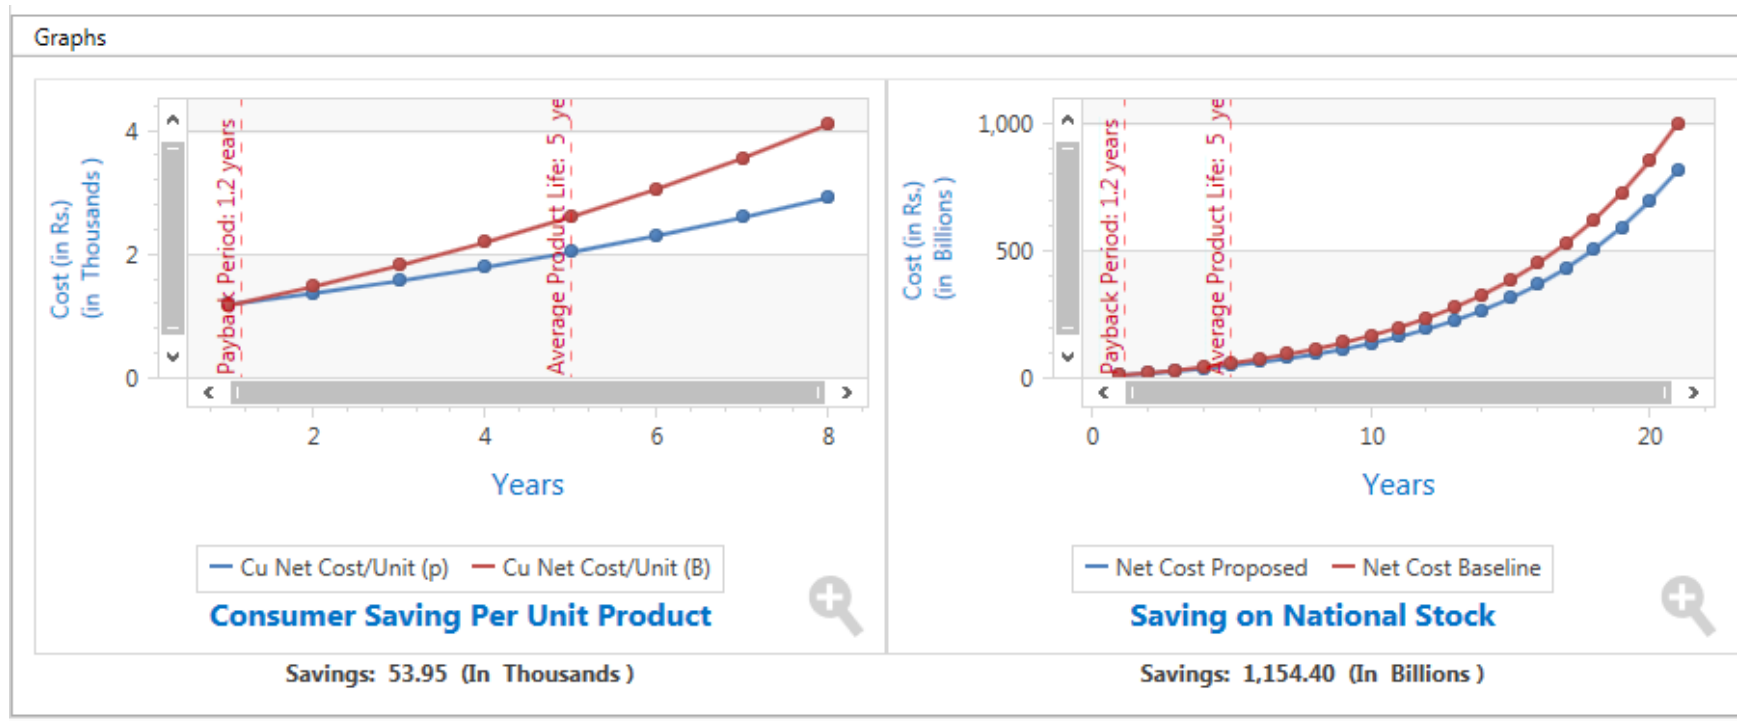 Graphs
Cost (in Rs.)
(in Thousands )
4
2
0
Payback Period: 1.2 years
Average Product Life: 5 ye
2
4
6
8
Years
Cu Net Cost/Unit (p)
Cu Net Cost/Unit (B)
Consumer Saving Per Unit Product
Savings: 53.95 (In Thousands )
Cost (in Rs.)
(in Billions )
1,000
500
0
Payback Period: 1.2 years
Average Product Life: 5 ye
0
10
20
Years
Net Cost Proposed
Net Cost Baseline
Saving on National Stock
Savings: 1,154.40 (In Billions )